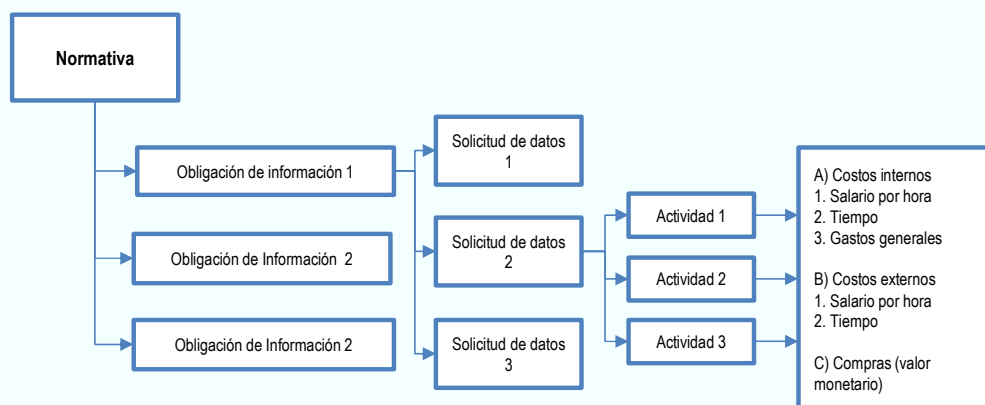 Normativa
Obligación de información 1
Obligación de Información 2
Obligación de Información 2
Solicitud de datos
1
Solicitud de datos
2
Solicitud de datos
3
Actividad 1
Actividad 2
Actividad 3
A) Costos internos
1. Salario por hora
2. Tiempo
3. Gastos generales
B) Costos externos
1. Salario por hora
2. Tiempo
C) Compras (valor
monetario)